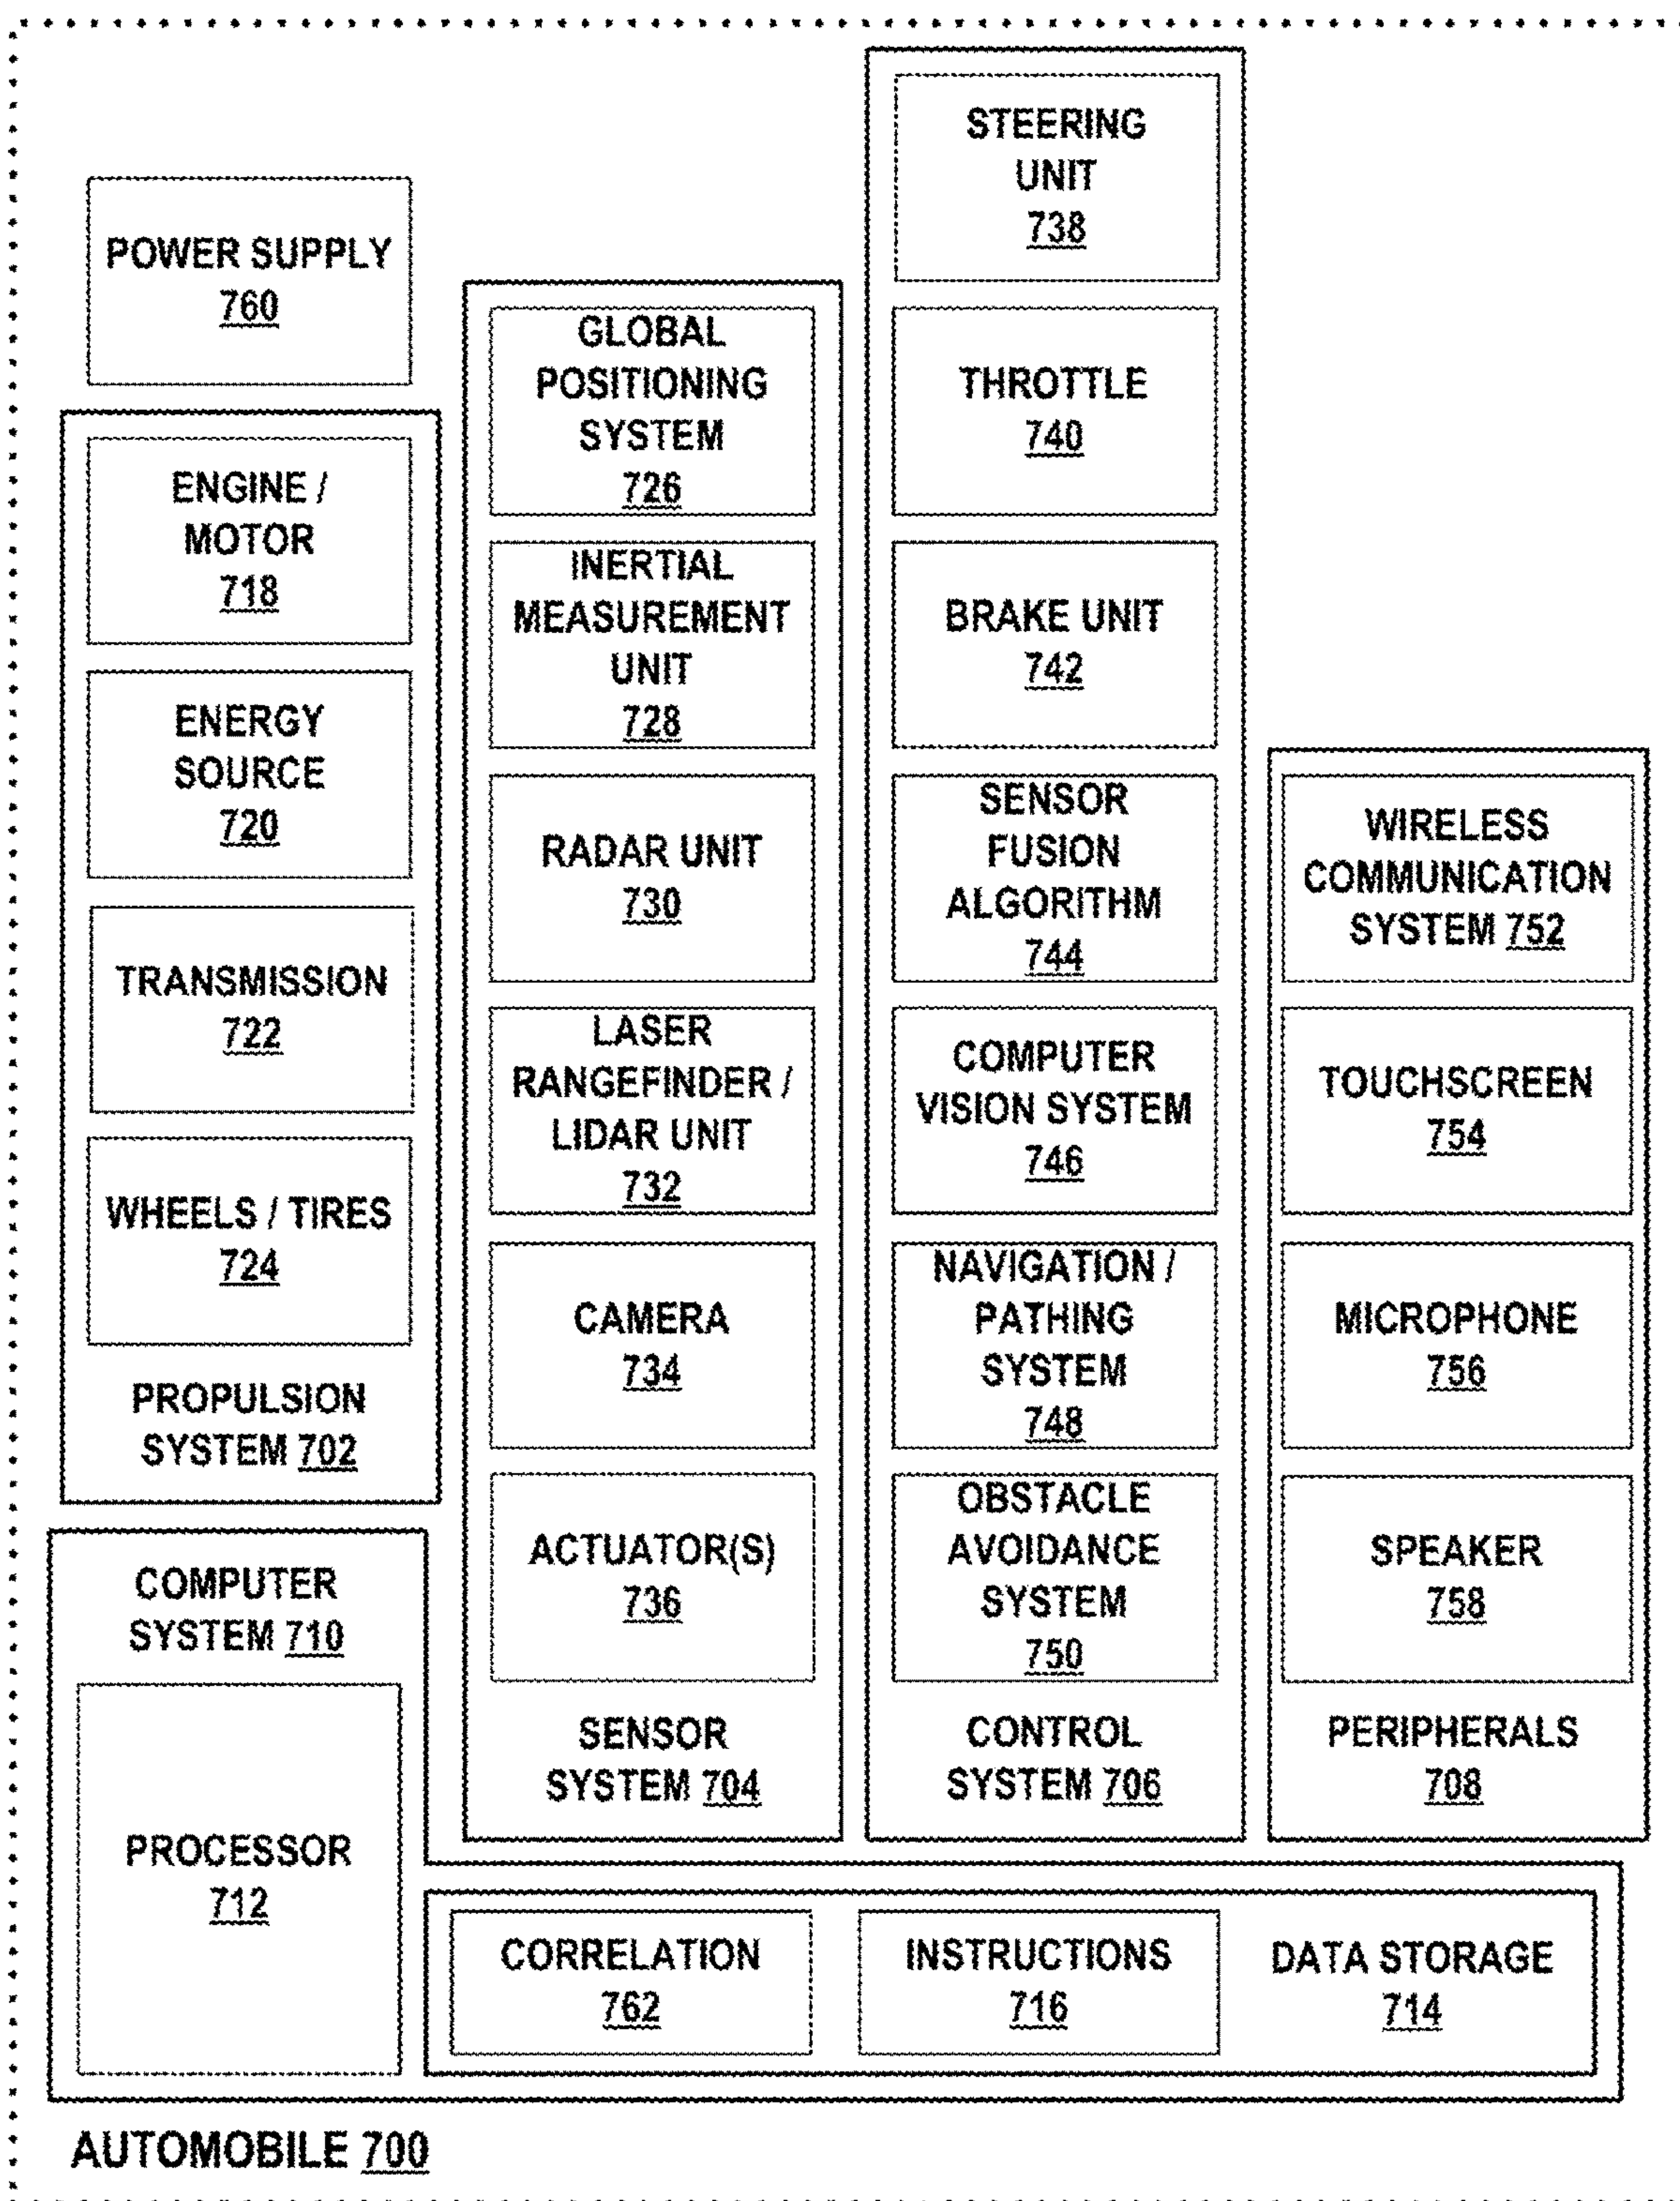 POWER SUPPLY
760
ENGINE /
MOTOR
718
ENERGY
SOURCE
720
TRANSMISSION
722
WHEELS / TIRES
724
PROPULSION
SYSTEM 702
COMPUTER
SYSTEM 710
PROCESSOR
712
GLOBAL
POSITIONING
SYSTEM
726
INERTIAL
MEASUREMENT
UNIT
728
RADAR UNIT
730
LASER
RANGEFINDER /
LIDAR UNIT
732
CAMERA
734
ACTUATOR(S)
736
SENSOR
SYSTEM 704
STEERING
UNIT
738
THROTTLE
740
BRAKE UNIT
742
SENSOR
FUSION
ALGORITHM
744
COMPUTER
VISION SYSTEM
746
NAVIGATION /
PATHING
SYSTEM
748
OBSTACLE
AVOIDANCE
SYSTEM
750
CONTROL
SYSTEM 706
WIRELESS
COMMUNICATION
SYSTEM 752
TOUCHSCREEN
754
MICROPHONE
756
SPEAKER
758
PERIPHERALS
708
CORRELATION
762
INSTRUCTIONS
716
DATA STORAGE
714
AUTOMOBILE 700